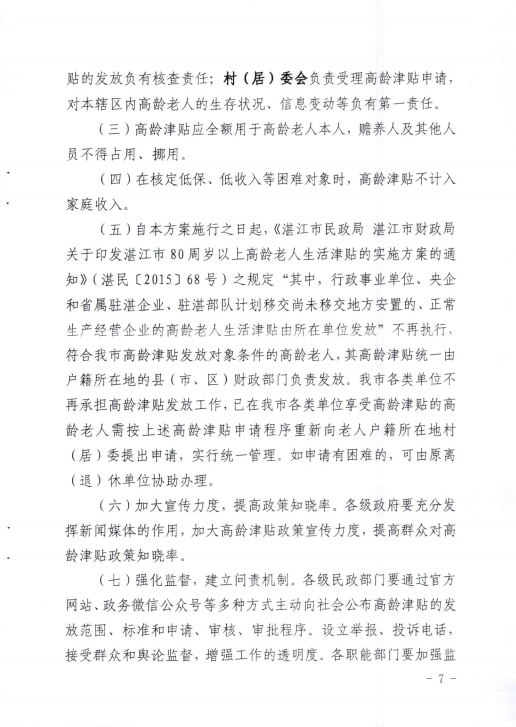 贴的发放负有核查责任；村（居）委会负责受理高龄津贴申请，
对本辖区内高龄老人的生存状况、信息变动等负有第一责任。
（三）高龄津贴应全额用于高龄老人本人，赡养人及其他人
员不得占用、挪用。
（四）在核定低保、低收入等困难对象时，高龄津贴不计入
家庭收入。
（五）自本方案施行之日起，《湛江市民政局 湛江市财政局
关于印发湛江市 80 周岁以上高龄老人生活津贴的实施方案的通
知》（湛民〔2015〕68 号）之规定“其中，行政事业单位、央企
和省属驻湛企业、驻湛部队计划移交尚未移交地方安置的、正常
生产经营企业的高龄老人生活津贴由所在单位发放”不再执行，
符合我市高龄津贴发放对象条件的高龄老人，其高龄津贴统一由
户籍所在地的县（市、区）财政部门负责发放。我市各类单位不
再承担高龄津贴发放工作，已在我市各类单位享受高龄津贴的高
龄老人需按上述高龄津贴申请程序重新向老人户籍所在地村
（居）委提出申请，实行统一管理。如申请有困难的，可由原离
（退）休单位协助办理。
（六）加大宣传力度，提高政策知晓率。各级政府要充分发
挥新闻媒体的作用，加大高龄津贴政策宣传力度，提高群众对高
龄津贴政策知晓率。
（七）强化监督，建立问责机制。各级民政部门要通过官方
网站、政务微信公众号等多种方式主动向社会公布高龄津贴的发
放范围、标准和申请、审核、审批程序。设立举报、投诉电话，
接受群众和舆论监督，增强工作的透明度。各职能部门要加强监
- 7 -